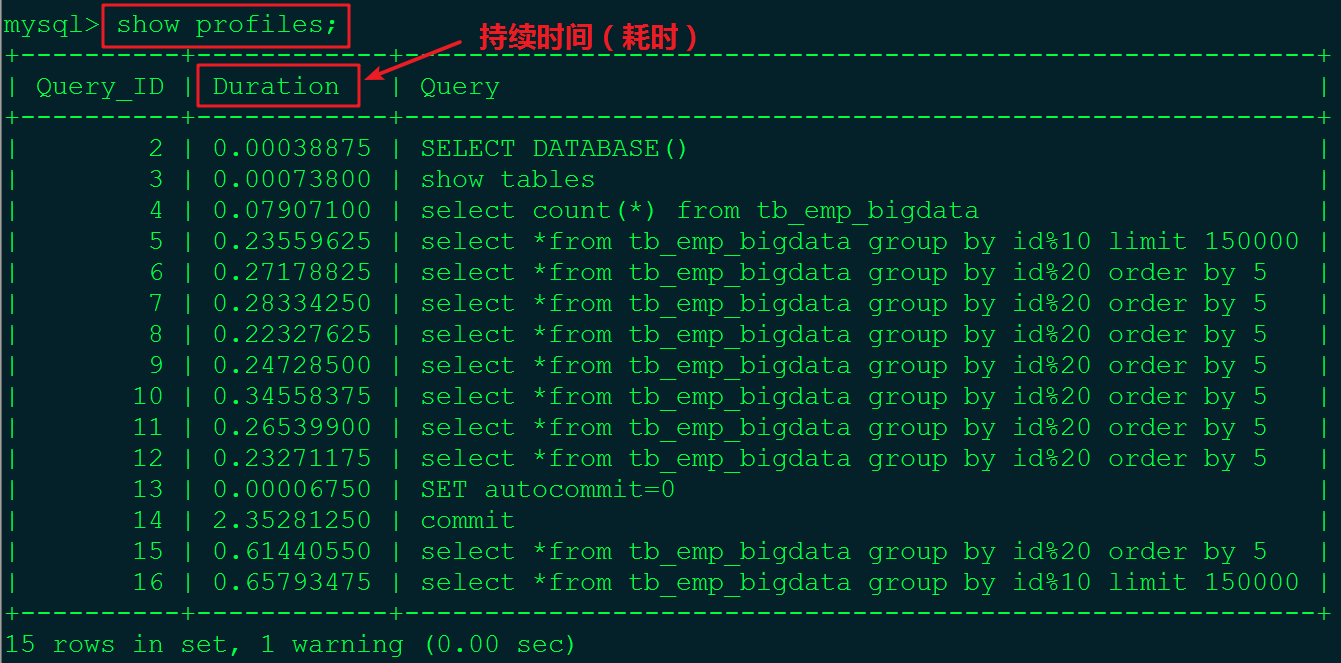 mysql> show profiles;
持续时间（耗时）
+----------+------------+---------------------------------------------------------+
| Query_ID | Duration   | Query                                                   |
+----------+------------+---------------------------------------------------------+
|        2 | 0.00038875 | SELECT DATABASE()                                       |
|        3 | 0.00073800 | show tables                                             |
|        4 | 0.07907100 | select count(*) from tb_emp_bigdata                     |
|        5 | 0.23559625 | select *from tb_emp_bigdata group by id%10 limit 150000 |
|        6 | 0.27178825 | select *from tb_emp_bigdata group by id%20 order by 5   |
|        7 | 0.28334250 | select *from tb_emp_bigdata group by id%20 order by 5   |
|        8 | 0.22327625 | select *from tb_emp_bigdata group by id%20 order by 5   |
|        9 | 0.24728500 | select *from tb_emp_bigdata group by id%20 order by 5   |
|       10 | 0.34558375 | select *from tb_emp_bigdata group by id%20 order by 5   |
|       11 | 0.26539900 | select *from tb_emp_bigdata group by id%20 order by 5   |
|       12 | 0.23271175 | select *from tb_emp_bigdata group by id%20 order by 5   |
|       13 | 0.00006750 | SET autocommit=0                                        |
|       14 | 2.35281250 | commit                                                  |
|       15 | 0.61440550 | select *from tb_emp_bigdata group by id%20 order by 5   |
|       16 | 0.65793475 | select *from tb_emp_bigdata group by id%10 limit 150000 |
+----------+------------+---------------------------------------------------------+
15 rows in set, 1 warning (0.00 sec)